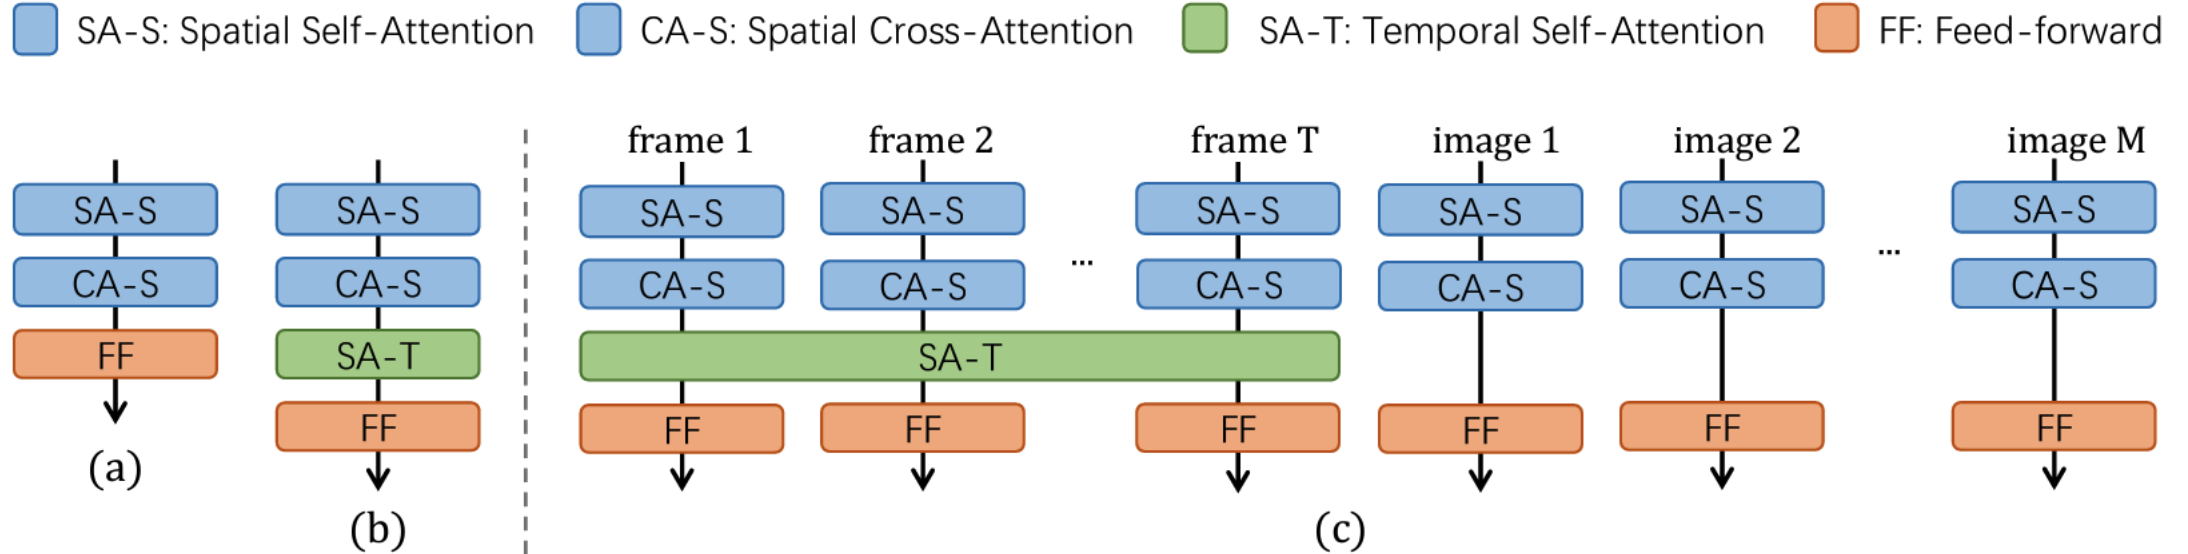 SA-S: Spatial Self-Attention CA-S: Spatial Cross-Attention SA-T: Temporal Self-Attention FF: Feed-forward
frame 1 frame 2 frame T image 1 image 2 image M
SA-S SA-S SA-S SA-S SA-S SA-S SA-S SA-S
... ...
CA-S CA-S CA-S CA-S CA-S CA-S CA-S CA-S
FF SA-T SA-T
FF FF FF FF FF FF FF
(a)
(b) (c)